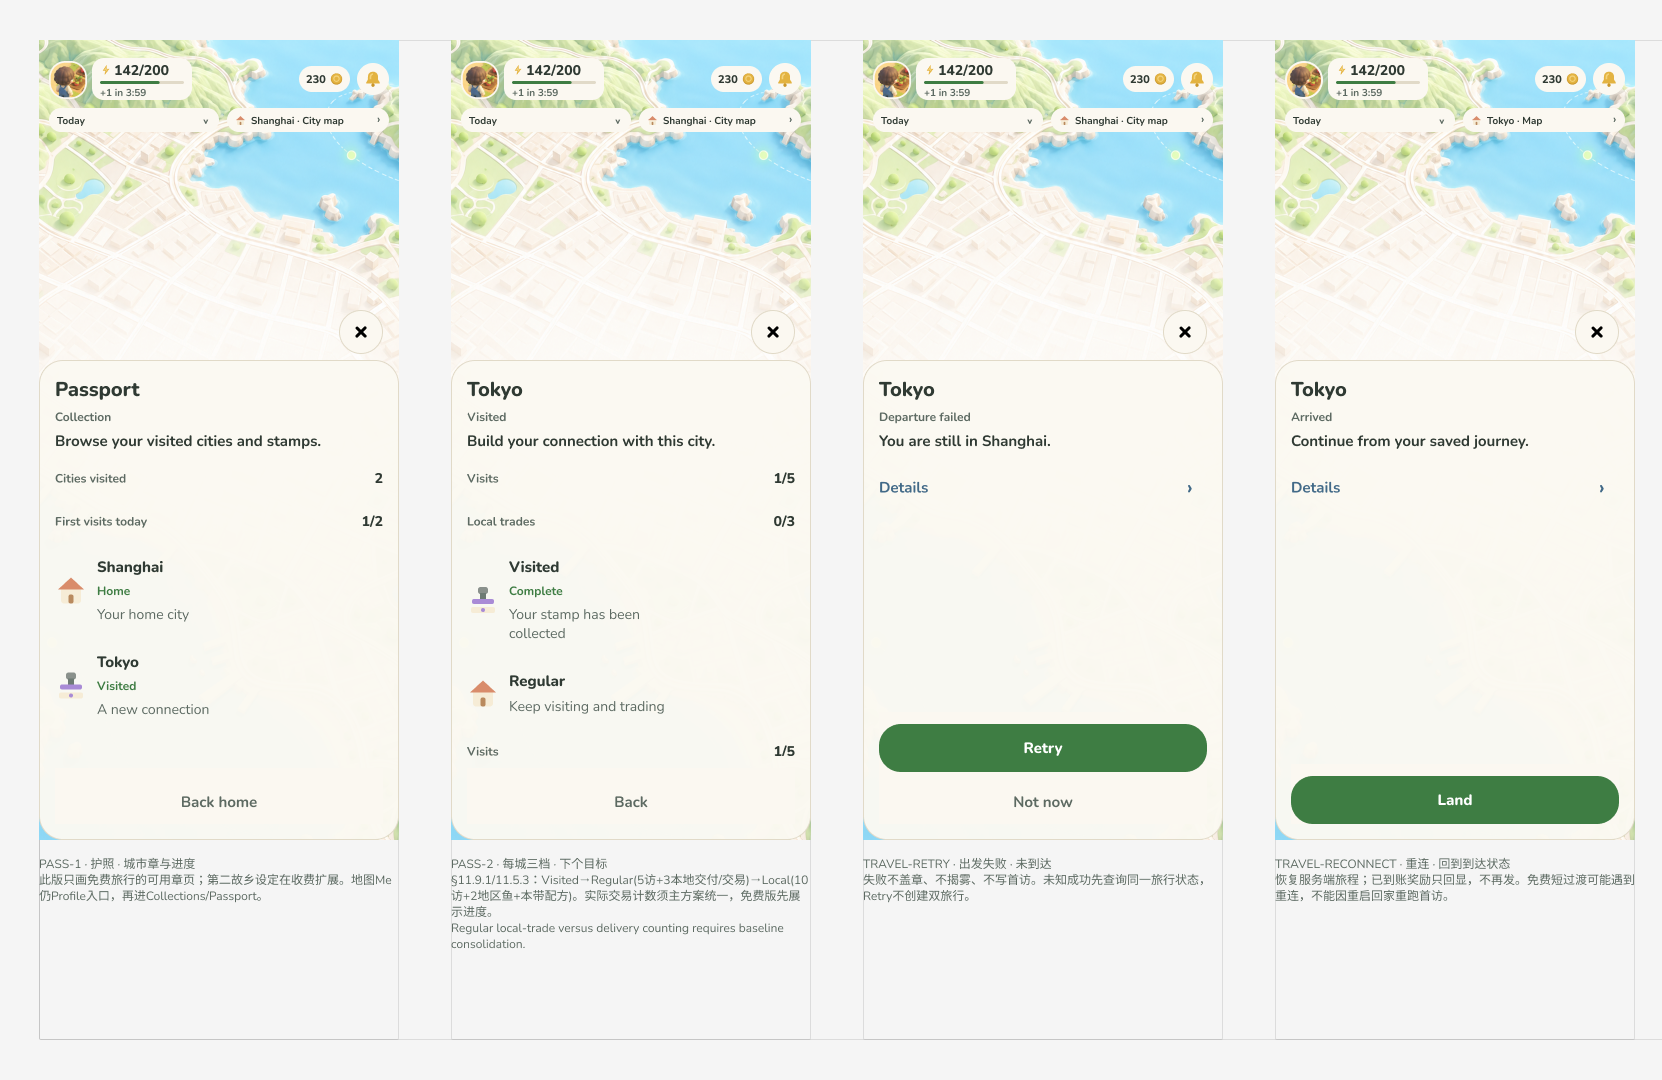 142/200
+1 in 3:59
230
Today
Shanghai · City map
Passport
Collection
Browse your visited cities and stamps.
Cities visited 2
First visits today 1/2
Shanghai
Home
Your home city
Tokyo
Visited
A new connection
Back home
PASS-1 · 护照 · 城市章与进度
此版只画免费旅行的可用章页；第二故乡设定在收费扩展。地图Me
仍Profile入口，再进Collections/Passport。
142/200
+1 in 3:59
230
Today
Shanghai · City map
Tokyo
Visited
Build your connection with this city.
Visits 1/5
Local trades 0/3
Visited
Complete
Your stamp has been
collected
Regular
Keep visiting and trading
Visits 1/5
Back
PASS-2 · 每城三档 · 下个目标
§11.9.1/11.5.3：Visited→Regular(5访+3本地交付/交易)→Local(10
访+2地区鱼+本带配方)。实际交易计数须主方案统一，免费版先展
示进度。
Regular local-trade versus delivery counting requires baseline
consolidation.
142/200
+1 in 3:59
230
Today
Shanghai · City map
Tokyo
Departure failed
You are still in Shanghai.
Details
Retry
Not now
TRAVEL-RETRY · 出发失败 · 未到达
失败不盖章、不揭雾、不写首访。未知成功先查询同一旅行状态，
Retry不创建双旅行。
142/200
+1 in 3:59
230
Today
Tokyo · Map
Tokyo
Arrived
Continue from your saved journey.
Details
Land
TRAVEL-RECONNECT · 重连 · 回到到达状态
恢复服务端旅程；已到账奖励只回显，不再发。免费短过渡可能遇到
重连，不能因重启回家重跑首访。